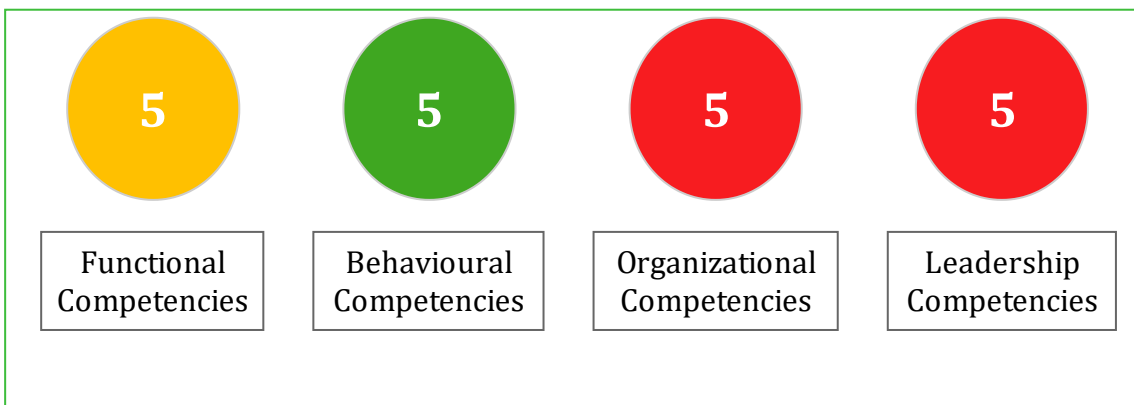 5
5
5
5
Functional
Competencies
Behavioural
Competencies
Organizational
Competencies
Leadership
Competencies